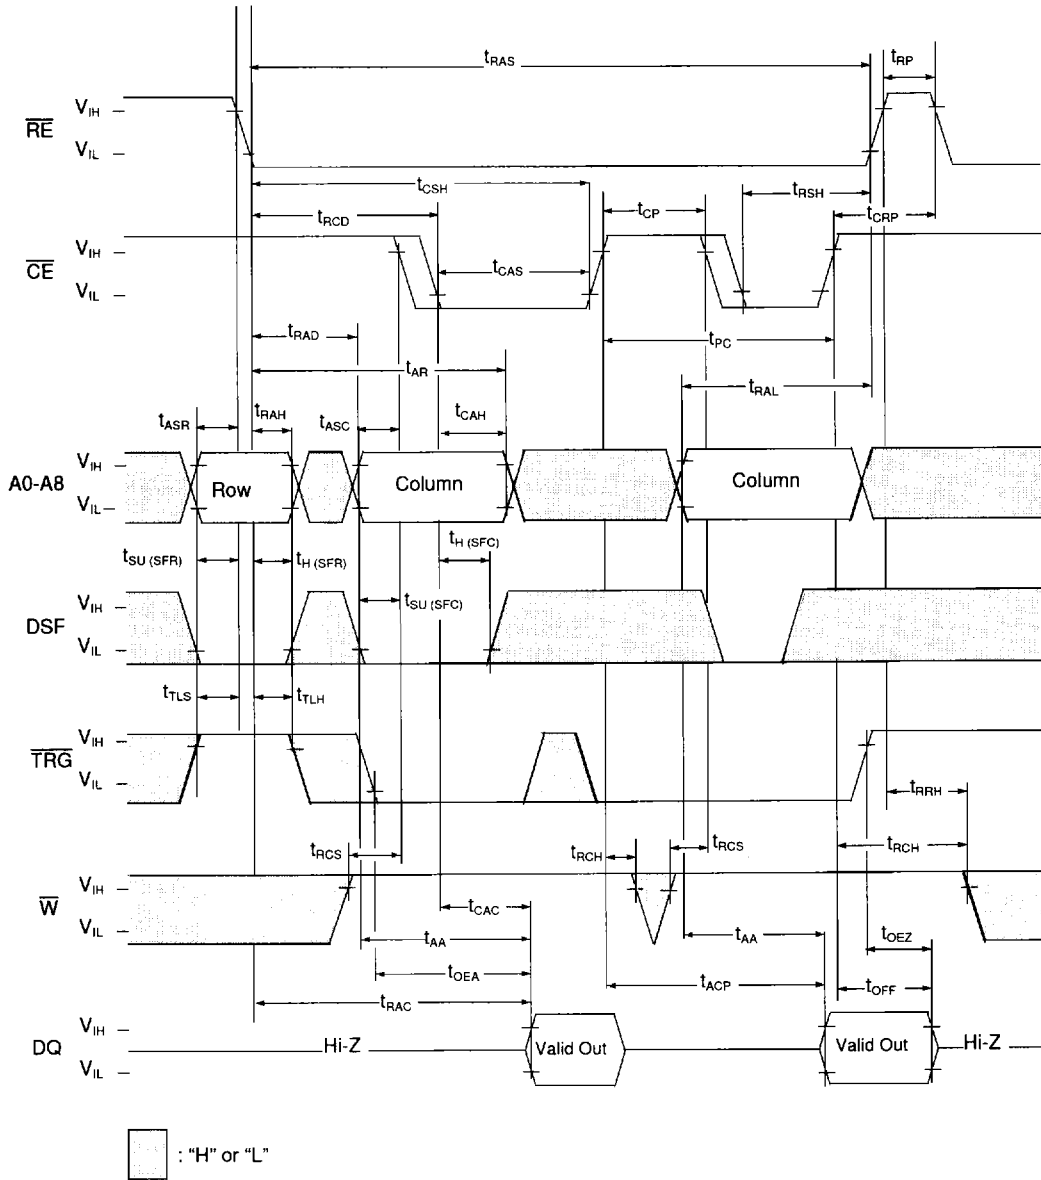 tRAS
tRP
VIH
RE
VIL
tCSH
tRSH
tRCD
tCP
tCRP
VIH
CE
VIL
tCAS
tRAD
tPC
tAR
tRAL
tASR
tRAH
tASC
tCAH
VIH
A0-A8
VIL
Row
Column
Column
tH (SFC)
tSU (SFR)
tH (SFR)
tSU (SFC)
VIH
DSF
VIL
tTLS
tTLH
VIH
TRG
VIL
tRRH
tRCS
tRCH
tRCS
tRCH
VIH
W
VIL
tCAC
tAA
tAA
tOEZ
tOEA
tACP
tOFF
tRAC
VIH
DQ
VIL
Hi-Z
Valid Out
Valid Out
Hi-Z
: "H" or "L"